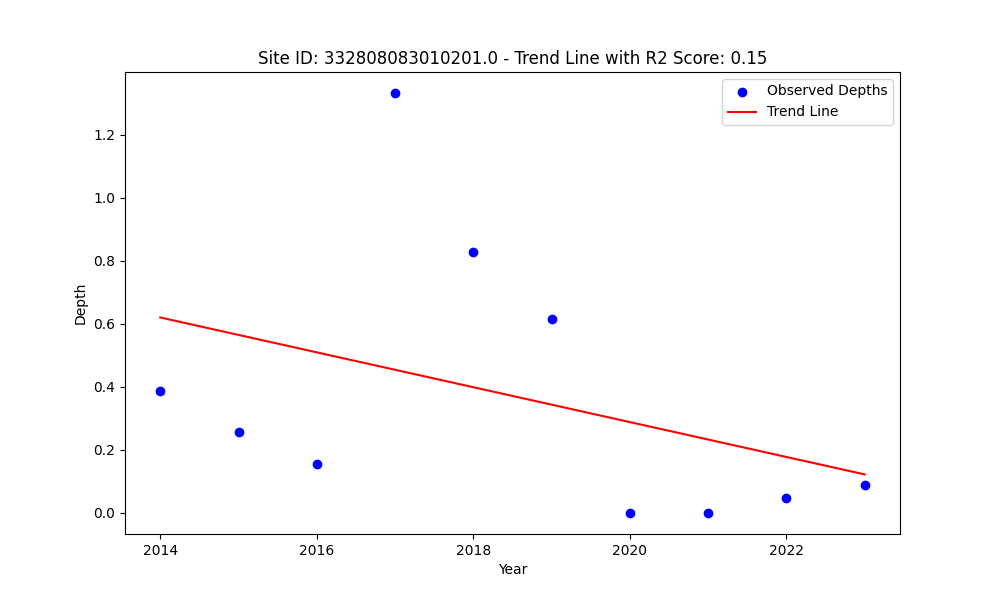 Site ID: 332808083010201.0 - Trend Line with R2 Score: 0.15
Observed Depths
Trend Line
1.2
1.0
0.8
0.6
0.4
0.2
0.0
Depth
2014
2016
2018
2020
2022
Year